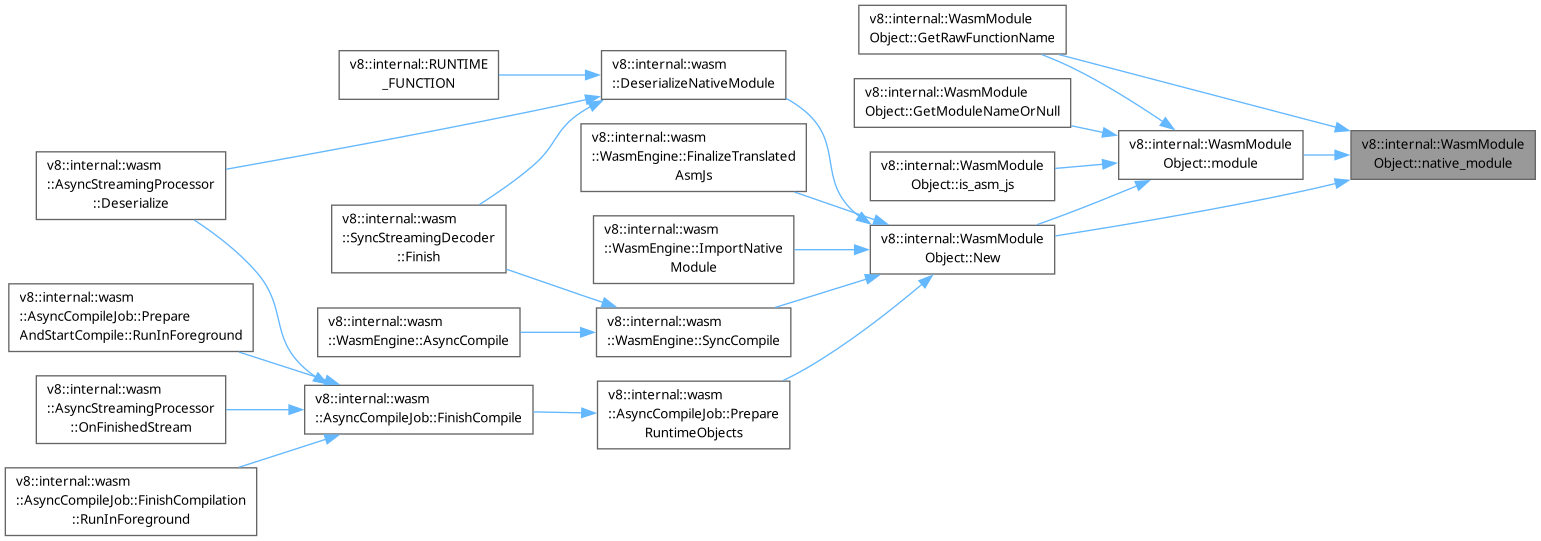 v8::internal::WasmModule
Object::GetRawFunctionName
v8::internal::RUNTIME
_FUNCTION
v8::internal::wasm
::DeserializeNativeModule
v8::internal::WasmModule
Object::GetModuleNameOrNull
v8::internal::wasm
::WasmEngine::FinalizeTranslated
AsmJs
v8::internal::WasmModule
Object::module
v8::internal::WasmModule
Object::native_module
v8::internal::wasm
::AsyncStreamingProcessor
::Deserialize
v8::internal::WasmModule
Object::is_asm_js
v8::internal::wasm
::SyncStreamingDecoder
::Finish
v8::internal::wasm
::WasmEngine::ImportNative
Module
v8::internal::WasmModule
Object::New
v8::internal::wasm
::AsyncCompileJob::Prepare
AndStartCompile::RunInForeground
v8::internal::wasm
::WasmEngine::AsyncCompile
v8::internal::wasm
::WasmEngine::SyncCompile
v8::internal::wasm
::AsyncStreamingProcessor
::OnFinishedStream
v8::internal::wasm
::AsyncCompileJob::FinishCompile
v8::internal::wasm
::AsyncCompileJob::Prepare
RuntimeObjects
v8::internal::wasm
::AsyncCompileJob::FinishCompilation
::RunInForeground